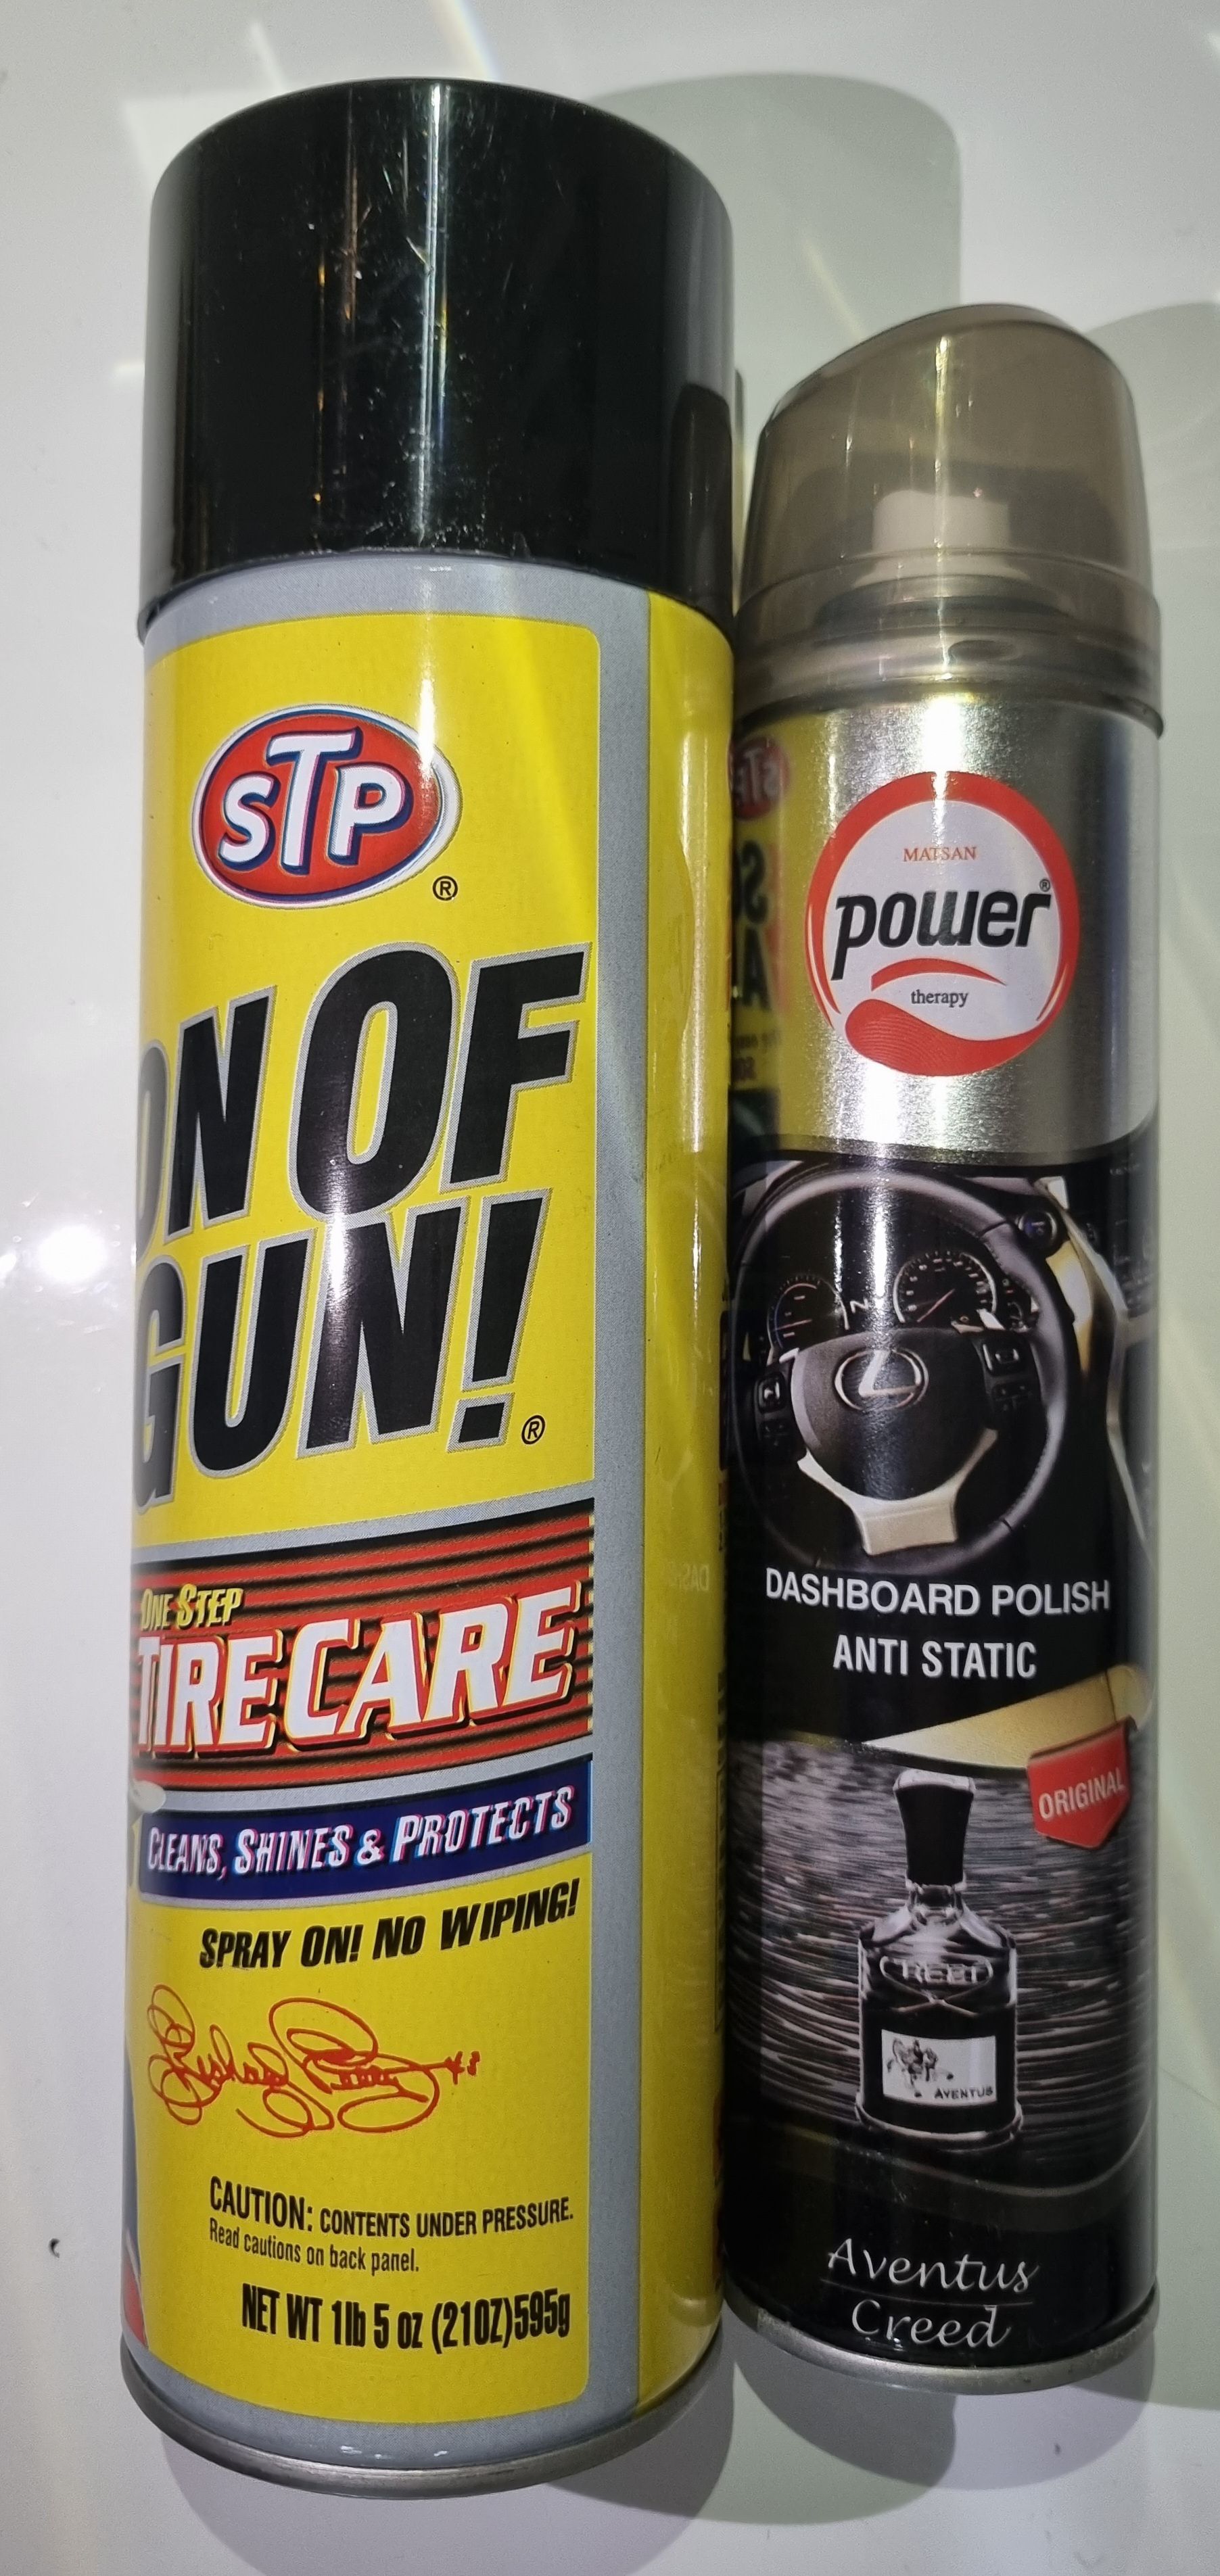 STP
®
ON OF
GUN!
®
ONE STEP
TIRE CARE
CLEANS, SHINES & PROTECTS
SPRAY ON! NO WIPING!
CAUTION: CONTENTS UNDER PRESSURE.
Read cautions on back panel.
NET WT 1lb 5 oz (21OZ)595g
MATSAN
power®
therapy
DASHBOARD POLISH
ANTI STATIC
ORIGINAL
CREED
AVENTUS
Aventus
Creed